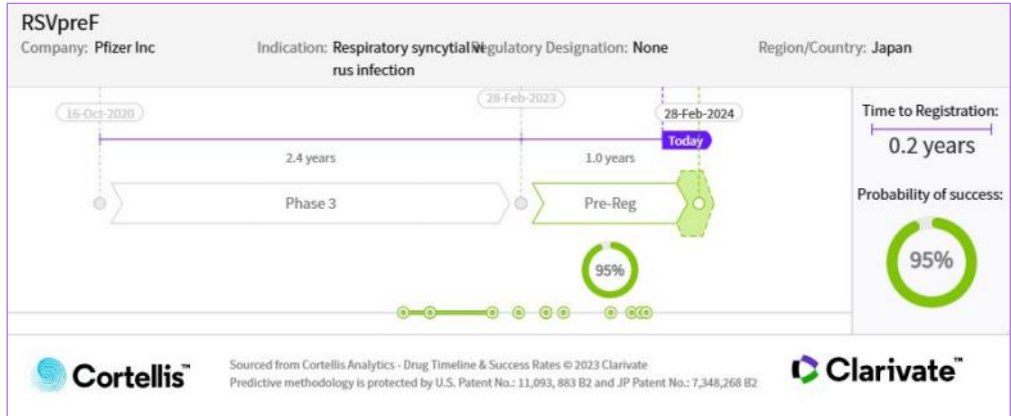 RSVpreF
Company: Pfizer Inc
Indication: Respiratory syncytial vi
rus infection
Regulatory Designation: None
Region/Country: Japan
16-Oct-2020
28-Feb-2023
28-Feb-2024
Today
2.4 years
1.0 years
Phase 3
Pre-Reg
95%
Time to Registration:
0.2 years
Probability of success:
95%
Cortellis™
Sourced from Cortellis Analytics - Drug Timeline & Success Rates © 2023 Clarivate
Predictive methodology is protected by U.S. Patent No.: 11,093, 883 B2 and JP Patent No.: 7,348,268 B2
Clarivate™